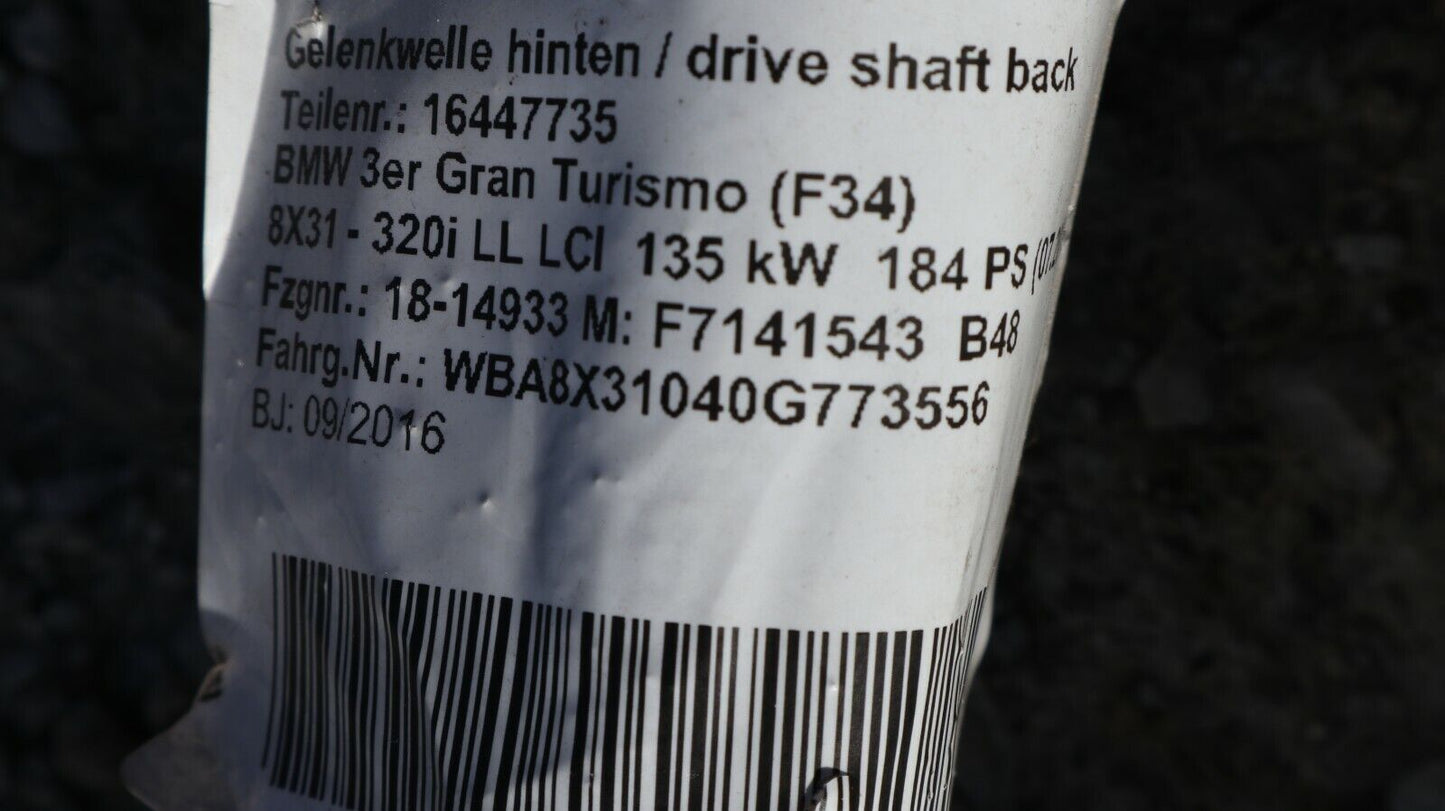 Gelenkwelle hinten / drive shaft back
Teilenr.: 16447735
BMW 3er Gran Turismo (F34)
8X31 - 320i LL LCI 135 kW 184 PS
Fzgnr.: 18-14933 M: F7141543 B48
Fahrg.Nr.: WBA8X31040G773556
BJ: 09/2016